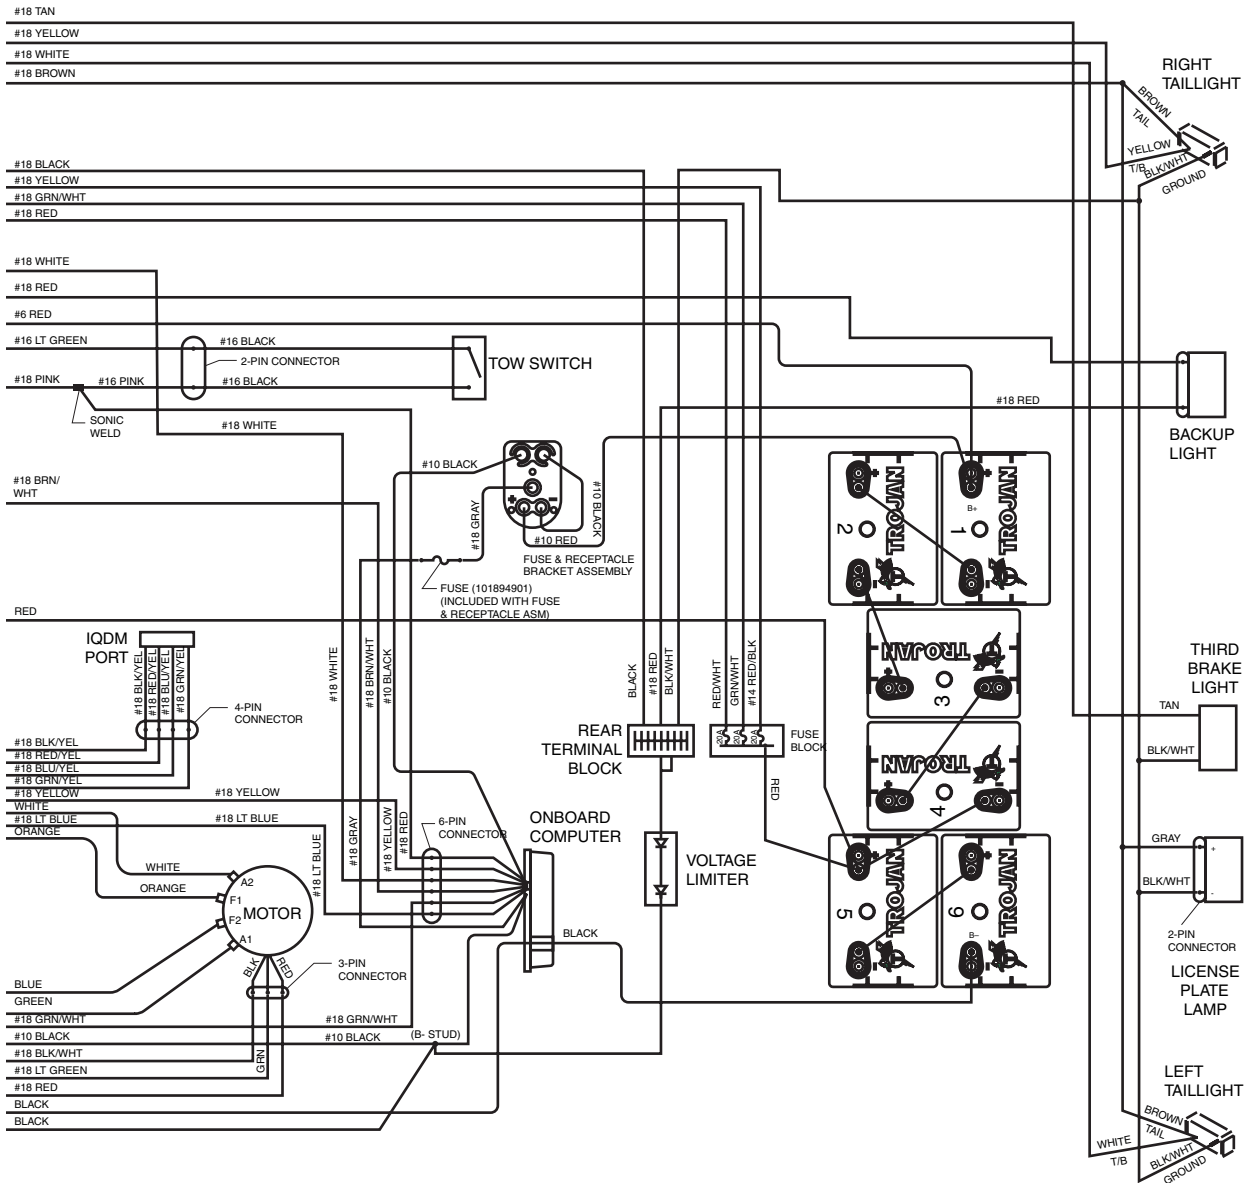 #18 TAN
#18 YELLOW
#18 WHITE
#18 BROWN
RIGHT
TAILLIGHT
BROWN
TAIL
YELLOW
T/B
BLK/WHT
GROUND
#18 BLACK
#18 YELLOW
#18 GRN/WHT
#18 RED
#18 WHITE
#18 RED
#6 RED
#16 LT GREEN
#16 BLACK
2-PIN CONNECTOR
TOW SWITCH
#18 PINK
#16 PINK
#16 BLACK
SONIC
WELD
#18 WHITE
#18 RED
BACKUP
LIGHT
#18 BRN/
WHT
#10 BLACK
#18 GRAY
+
-
#10 BLACK
#10 RED
FUSE & RECEPTACLE
BRACKET ASSEMBLY
FUSE (101894901)
(INCLUDED WITH FUSE
& RECEPTACLE ASM)
+
2
TROJAN
-
+
B+
1
TROJAN
-
RED
IQDM
PORT
#18 BLK/YEL
#18 RED/YEL
#18 BLU/YEL
#18 GRN/YEL
4-PIN
CONNECTOR
#18 WHITE
#18 BRN/WHT
#10 BLACK
BLACK
#18 RED
BLK/WHT
RED/WHT
GRN/WHT
#14 RED/BLK
TROJAN
3
TROJAN
4
THIRD
BRAKE
LIGHT
TAN
BLK/WHT
REAR
TERMINAL
BLOCK
20A
20A
20A
FUSE
BLOCK
RED
#18 BLK/YEL
#18 RED/YEL
#18 BLU/YEL
#18 GRN/YEL
#18 YELLOW
#18 YELLOW
WHITE
#18 LT BLUE
#18 LT BLUE
ORANGE
#18 LT BLUE
#18 GRAY
#18 YELLOW
#18 RED
6-PIN
CONNECTOR
ONBOARD
COMPUTER
VOLTAGE
LIMITER
WHITE
ORANGE
A2
F1
MOTOR
F2
A1
+
5
TROJAN
-
+
6
TROJAN
B-
-
GRAY
+
BLK/WHT
-
2-PIN
CONNECTOR
LICENSE
PLATE
LAMP
BLACK
BLK
RED
3-PIN
CONNECTOR
BLUE
GREEN
#18 GRN/WHT
#18 GRN/WHT
#10 BLACK
#10 BLACK
(B- STUD)
#18 BLK/WHT
GRN
#18 LT GREEN
#18 RED
BLACK
BLACK
LEFT
TAILLIGHT
BROWN
TAIL
WHITE
T/B
BLK/WHT
GROUND